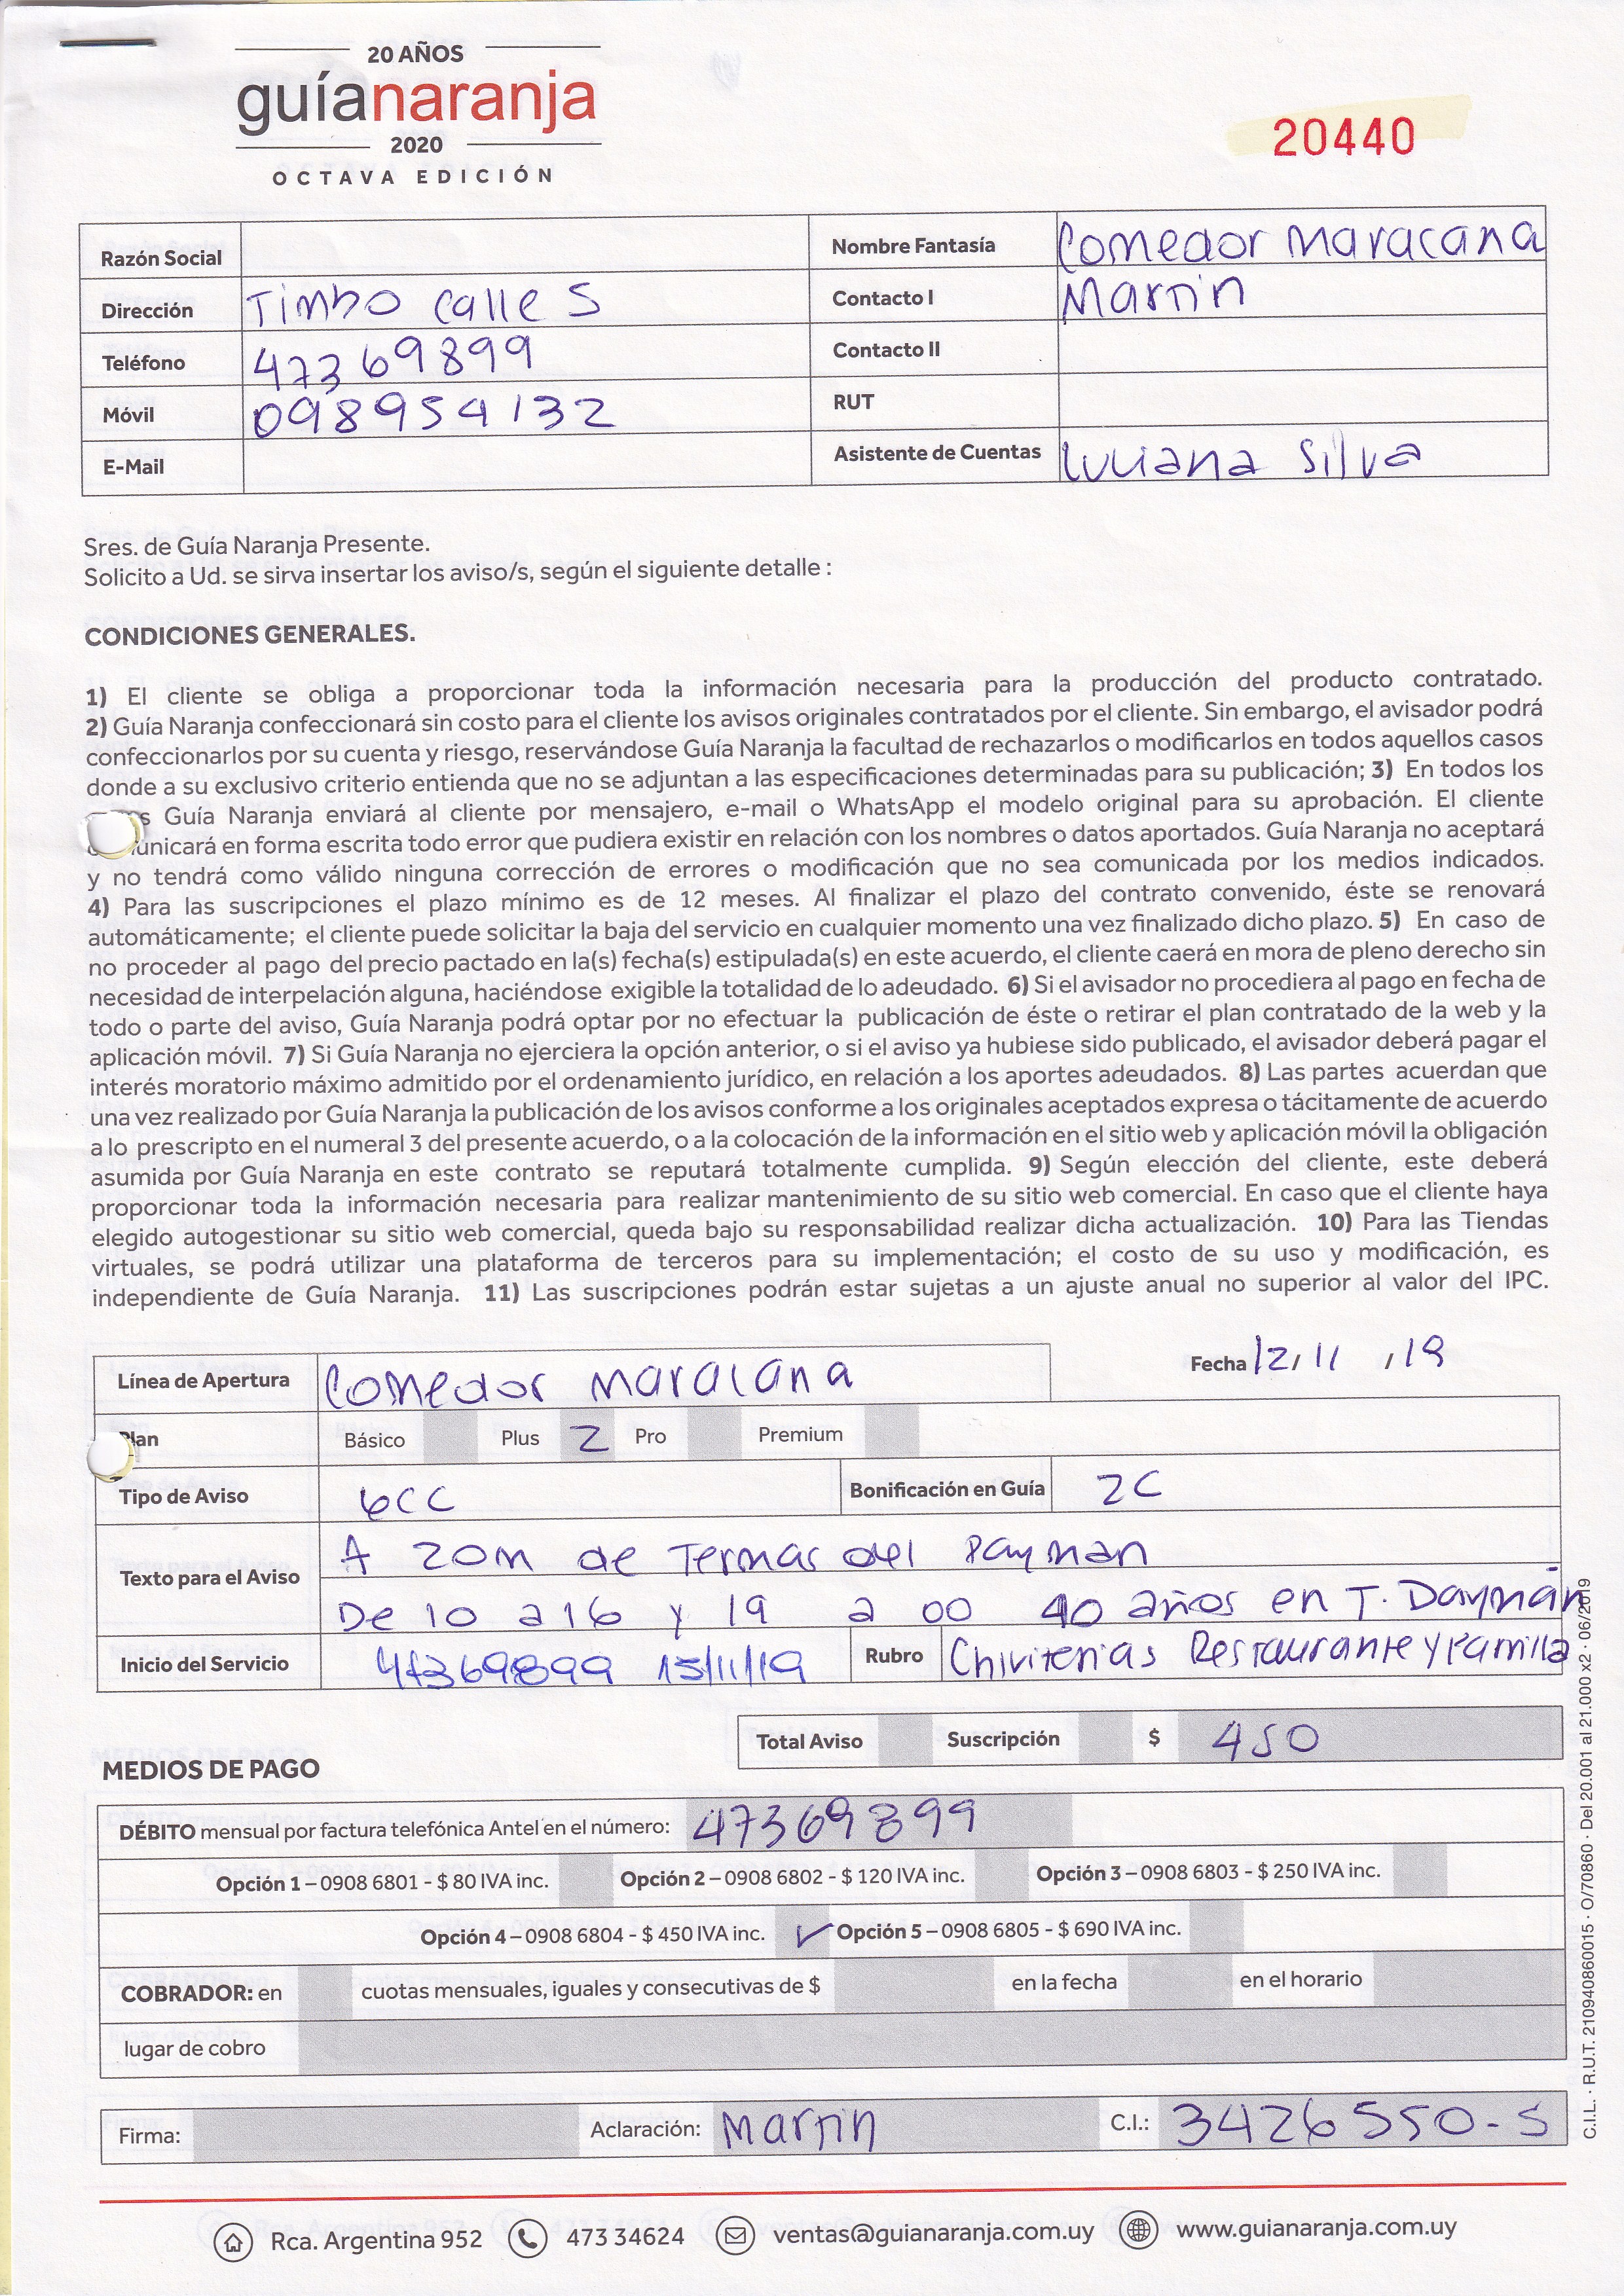 20 AÑOS
guíanaranja
2020
OCTAVA EDICIÓN
20440
Razón Social
Nombre Fantasía Comedor Maracana
Dirección Timbo calle 5
Contacto I Martin
Teléfono 47369899
Contacto II
Móvil 098954132
RUT
E-Mail
Asistente de Cuentas Luciana Silva
Sres. de Guía Naranja Presente.
Solicito a Ud. se sirva insertar los aviso/s, según el siguiente detalle :
CONDICIONES GENERALES.
1) El cliente se obliga a proporcionar toda la información necesaria para la producción del producto contratado.
2) Guía Naranja confeccionará sin costo para el cliente los avisos originales contratados por el cliente. Sin embargo, el avisador podrá
confeccionarlos por su cuenta y riesgo, reservándose Guía Naranja la facultad de rechazarlos o modificarlos en todos aquellos casos
donde a su exclusivo criterio entienda que no se adjuntan a las especificaciones determinadas para su publicación; 3) En todos los
Guía Naranja enviará al cliente por mensajero, e-mail o WhatsApp el modelo original para su aprobación. El cliente
unicará en forma escrita todo error que pudiera existir en relación con los nombres o datos aportados. Guía Naranja no aceptará
y no tendrá como válido ninguna corrección de errores o modificación que no sea comunicada por los medios indicados.
4) Para las suscripciones el plazo mínimo es de 12 meses. Al finalizar el plazo del contrato convenido, éste se renovará
automáticamente; el cliente puede solicitar la baja del servicio en cualquier momento una vez finalizado dicho plazo. 5) En caso de
no proceder al pago del precio pactado en la(s) fecha(s) estipulada(s) en este acuerdo, el cliente caerá en mora de pleno derecho sin
necesidad de interpelación alguna, haciéndose exigible la totalidad de lo adeudado. 6) Si el avisador no procediera al pago en fecha de
todo o parte del aviso, Guía Naranja podrá optar por no efectuar la publicación de éste o retirar el plan contratado de la web y la
aplicación móvil. 7) Si Guía Naranja no ejerciera la opción anterior, o si el aviso ya hubiese sido publicado, el avisador deberá pagar el
interés moratorio máximo admitido por el ordenamiento jurídico, en relación a los aportes adeudados. 8) Las partes acuerdan que
una vez realizado por Guía Naranja la publicación de los avisos conforme a los originales aceptados expresa o tácitamente de acuerdo
a lo prescripto en el numeral 3 del presente acuerdo, o a la colocación de la información en el sitio web y aplicación móvil la obligación
asumida por Guía Naranja en este contrato se reputará totalmente cumplida. 9) Según elección del cliente, este deberá
proporcionar toda la información necesaria para realizar mantenimiento de su sitio web comercial. En caso que el cliente haya
elegido autogestionar su sitio web comercial, queda bajo su responsabilidad realizar dicha actualización. 10) Para las Tiendas
virtuales, se podrá utilizar una plataforma de terceros para su implementación; el costo de su uso y modificación, es
independiente de Guía Naranja. 11) Las suscripciones podrán estar sujetas a un ajuste anual no superior al valor del IPC.
Fecha 12/11/19
Línea de Apertura Comedor Maracana
Plan Básico Plus 2 Pro Premium
Tipo de Aviso 6CC Bonificación en Guía 2C
Texto para el Aviso A 20m de Termas del Dayman
De 10 a 16 y 19 a 00 40 años en T. Daymán
Inicio del Servicio 47369899 15/11/19 Rubro Chiviterias Restaurante y Parrilla
Total Aviso Suscripción $ 450
MEDIOS DE PAGO
DÉBITO mensual por factura telefónica Antel en el número: 47369899
Opción 1 – 0908 6801 - $ 80 IVA inc. Opción 2 – 0908 6802 - $ 120 IVA inc. Opción 3 – 0908 6803 - $ 250 IVA inc.
Opción 4 – 0908 6804 - $ 450 IVA inc. ✓ Opción 5 – 0908 6805 - $ 690 IVA inc.
COBRADOR: en cuotas mensuales, iguales y consecutivas de $ en la fecha en el horario
lugar de cobro
Firma: Aclaración: Martin C.I.: 3426550-5
Rca. Argentina 952 473 34624 ventas@guianaranja.com.uy www.guianaranja.com.uy
C.I.L. · R.U.T. 210940860015 · O/70860 · Del 20.001 al 21.000 x2 · 06/2019